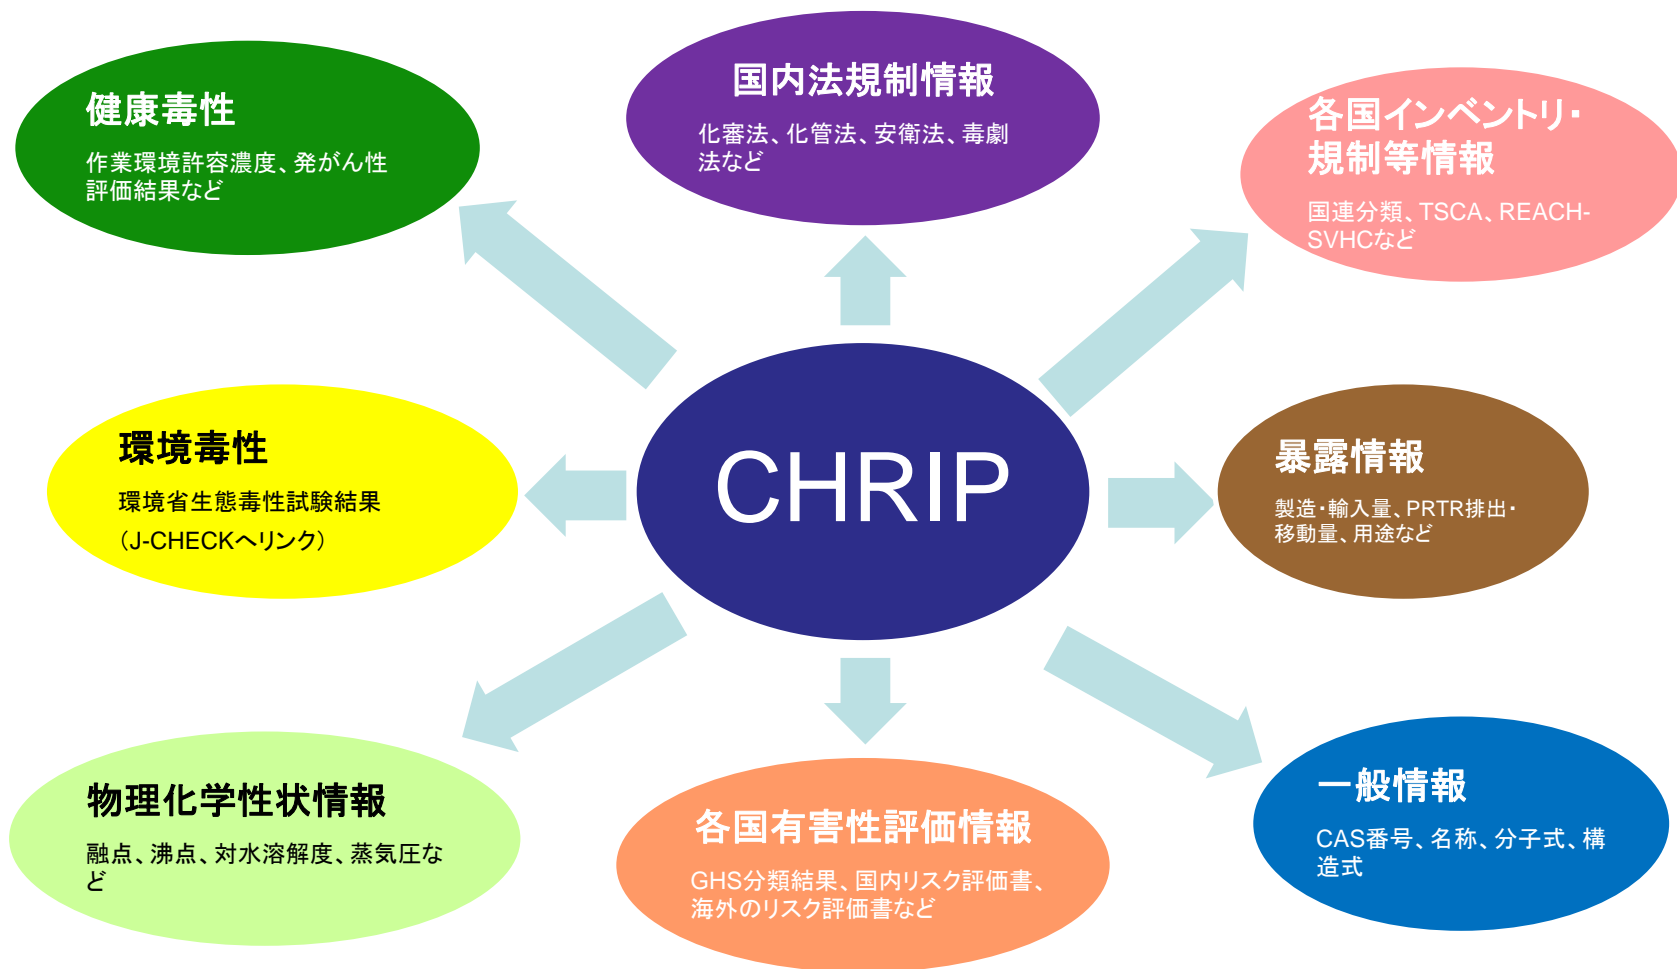 健康毒性
作業環境許容濃度、発がん性
評価結果など
国内法規制情報
化審法、化管法、安衛法、毒劇
法など
各国インベントリ・
規制等情報
国連分類、TSCA、REACH-
SVHCなど
環境毒性
環境省生態毒性試験結果
（J-CHECKへリンク）
CHRIP
暴露情報
製造・輸入量、PRTR排出・
移動量、用途など
物理化学性状情報
融点、沸点、対水溶解度、蒸気圧な
ど
各国有害性評価情報
GHS分類結果、国内リスク評価書、
海外のリスク評価書など
一般情報
CAS番号、名称、分子式、構
造式